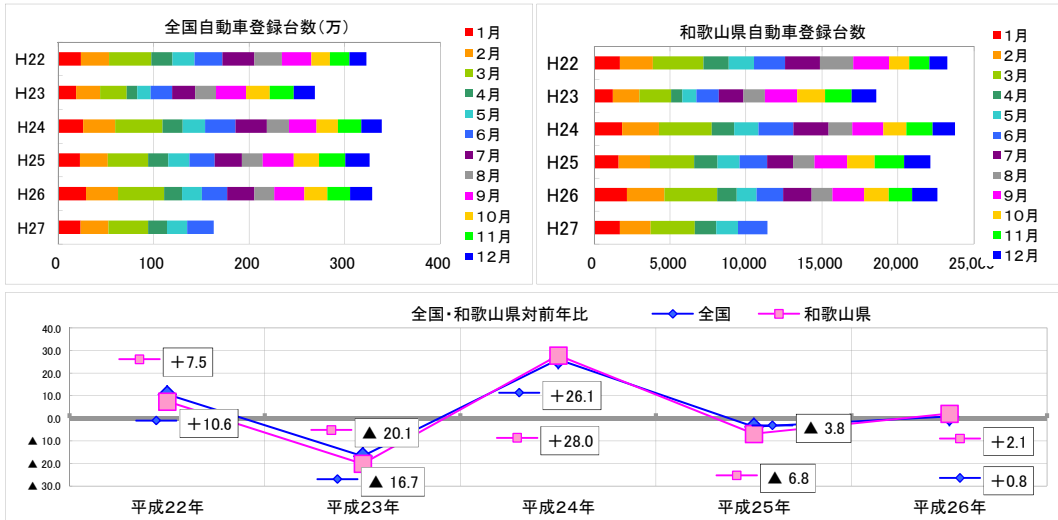 全国自動車登録台数(万)
H22
H23
H24
H25
H26
H27
0 100 200 300 400
1月
2月
3月
4月
5月
6月
7月
8月
9月
10月
11月
12月
和歌山県自動車登録台数
H22
H23
H24
H25
H26
H27
0 5,000 10,000 15,000 20,000 25,000
1月
2月
3月
4月
5月
6月
7月
8月
9月
10月
11月
12月
全国・和歌山県対前年比 全国 和歌山県
40.0
30.0
20.0
10.0
0.0
▲ 10.0
▲ 20.0
▲ 30.0
+7.5
+10.6
▲ 20.1
▲ 16.7
+26.1
+28.0
▲ 3.8
▲ 6.8
+2.1
+0.8
平成22年 平成23年 平成24年 平成25年 平成26年